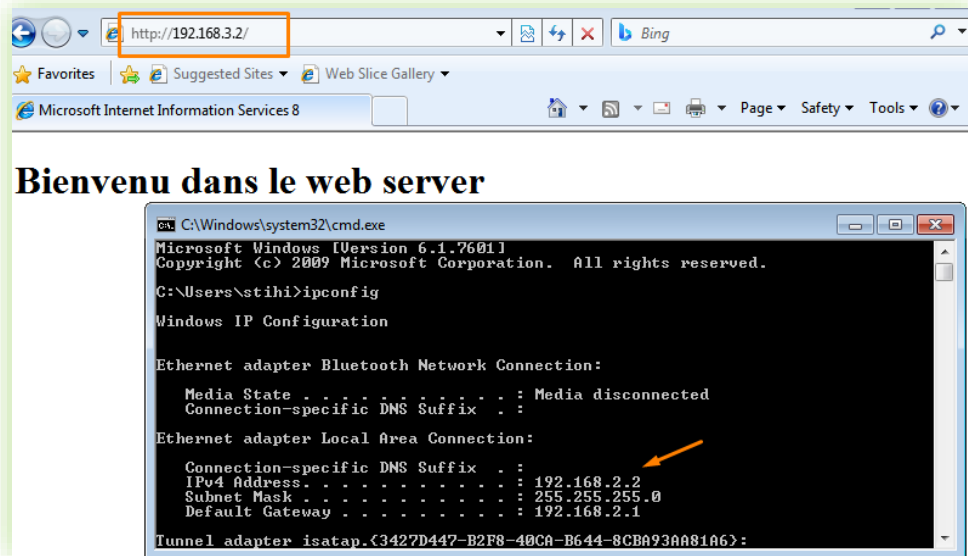 http://192.168.3.2/
Bing
Favorites Suggested Sites Web Slice Gallery
Microsoft Internet Information Services 8
Page Safety Tools
Bienvenu dans le web server
C:\Windows\system32\cmd.exe
Microsoft Windows [Version 6.1.7601]
Copyright (c) 2009 Microsoft Corporation.  All rights reserved.
C:\Users\stihi>ipconfig
Windows IP Configuration
Ethernet adapter Bluetooth Network Connection:
Media State . . . . . . . . . . . : Media disconnected
Connection-specific DNS Suffix  . :
Ethernet adapter Local Area Connection:
Connection-specific DNS Suffix  . :
IPv4 Address. . . . . . . . . . . : 192.168.2.2
Subnet Mask . . . . . . . . . . . : 255.255.255.0
Default Gateway . . . . . . . . . : 192.168.2.1
Tunnel adapter isatap.{3427D447-B2F8-40CA-B644-8CBA93AA81A6}: